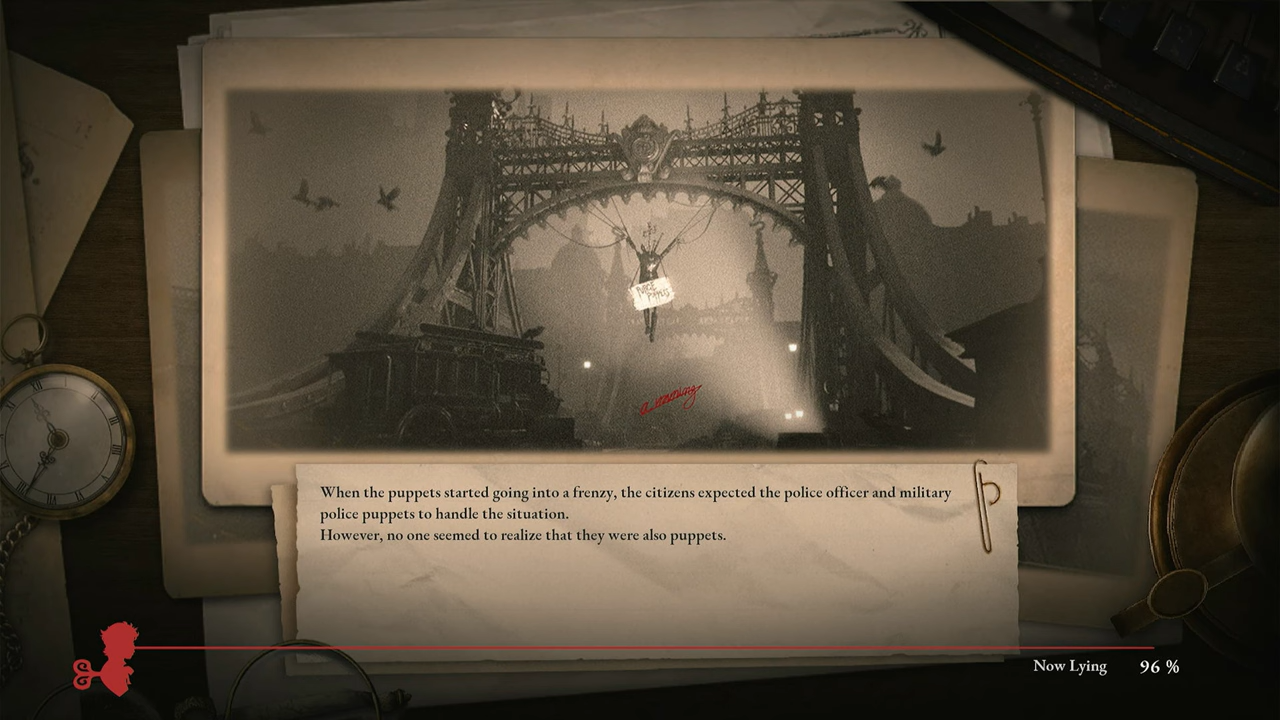 a warning
When the puppets started going into a frenzy, the citizens expected the police officer and military
police puppets to handle the situation.
However, no one seemed to realize that they were also puppets.
Now Lying 96 %